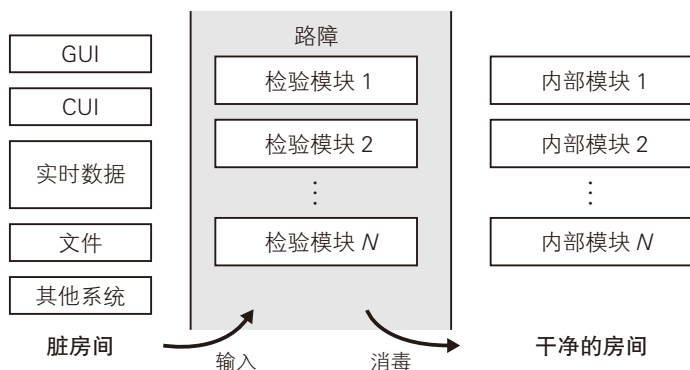 GUI
CUI
实时数据
文件
其他系统
脏房间
路障
检验模块 1
检验模块 2
⋮
检验模块 N
输入
消毒
内部模块 1
内部模块 2
⋮
内部模块 N
干净的房间